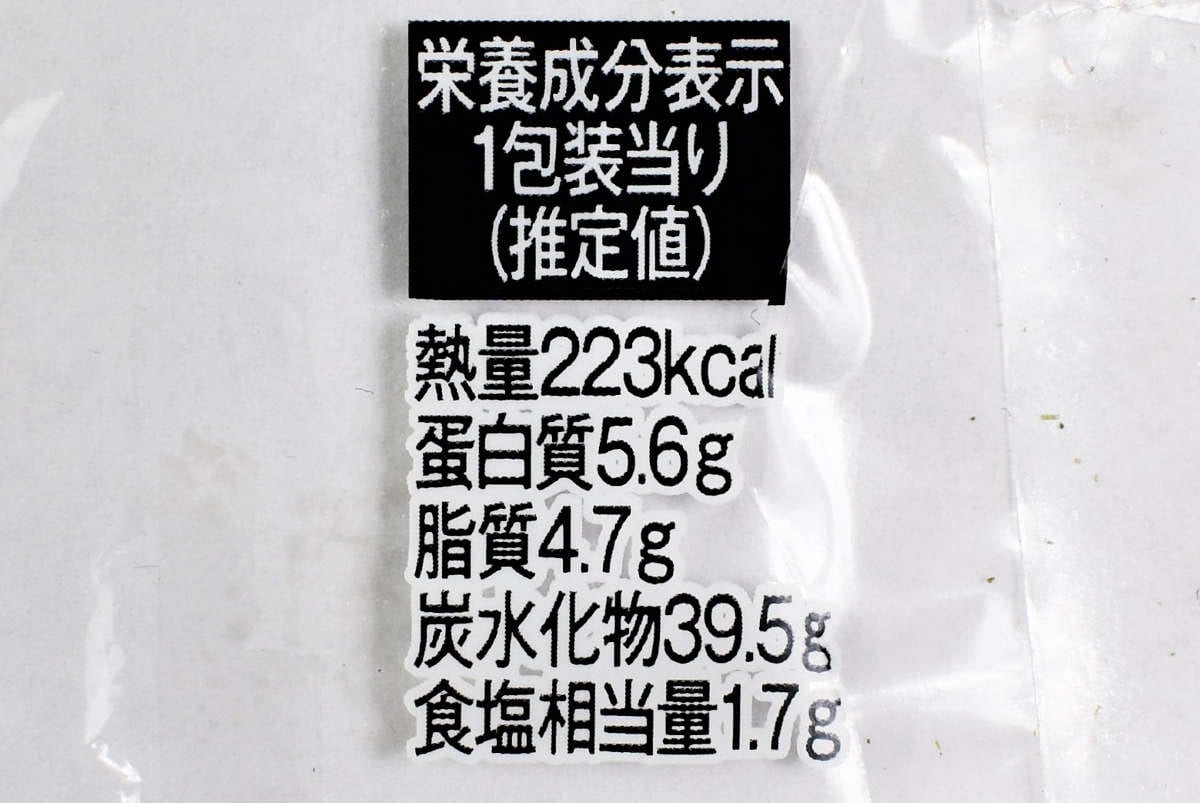 栄養成分表示
1包装当り
(推定値)
熱量223kcal
蛋白質5.6g
脂質4.7g
炭水化物39.5g
食塩相当量1.7g